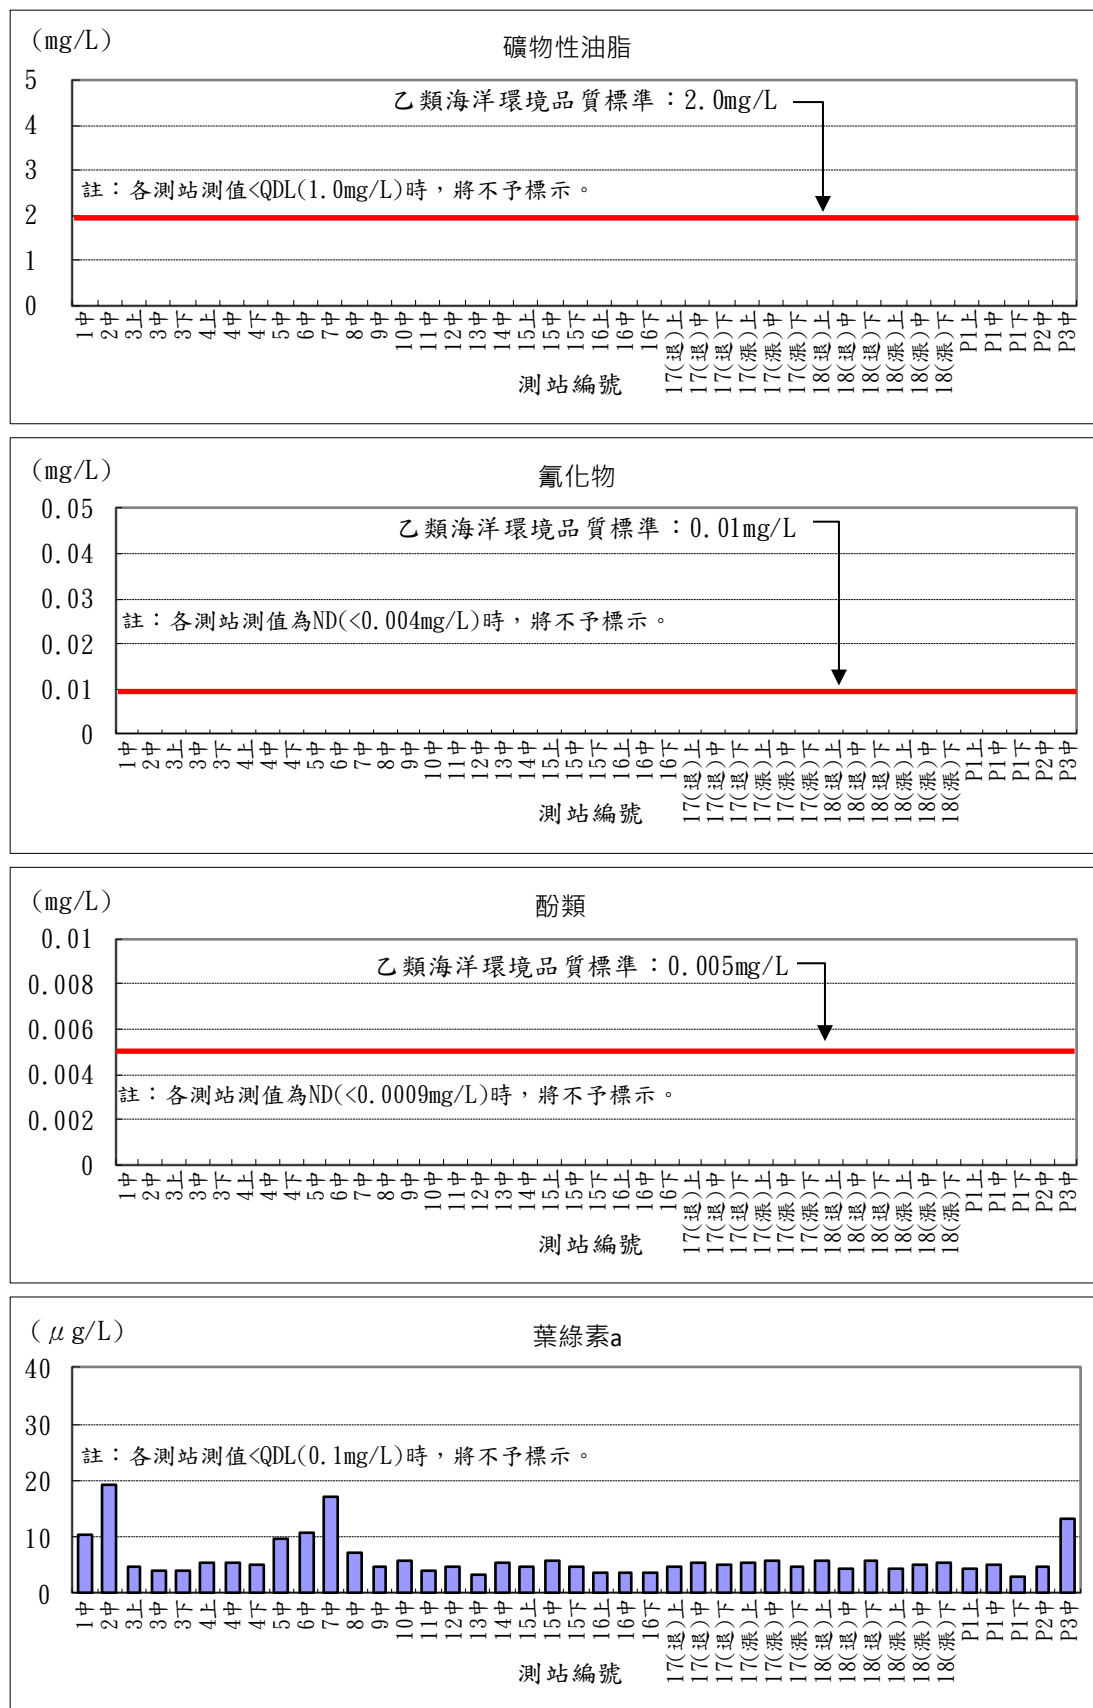 (mg/L)
礦物性油脂
5
乙類海洋環境品質標準：2.0mg/L
4
3
註：各測站測值<QDL(1.0mg/L)時，將不予標示。
2
1
0
1中 2中 3上 3中 3下 4上 4中 4下 5中 6中 7中 8中 9中 10中 11中 12中 13中 14中 15上 15中 15下 16上 16中 16下 17(退)上 17(退)中 17(退)下 17(漲)上 17(漲)中 17(漲)下 18(退)上 18(退)中 18(退)下 18(漲)上 18(漲)中 18(漲)下 P1上 P1中 P1下 P2中 P3中
測站編號
(mg/L)
氰化物
0.05
乙類海洋環境品質標準：0.01mg/L
0.04
0.03
註：各測站測值為ND(<0.004mg/L)時，將不予標示。
0.02
0.01
0
1中 2中 3上 3中 3下 4上 4中 4下 5中 6中 7中 8中 9中 10中 11中 12中 13中 14中 15上 15中 15下 16上 16中 16下 17(退)上 17(退)中 17(退)下 17(漲)上 17(漲)中 17(漲)下 18(退)上 18(退)中 18(退)下 18(漲)上 18(漲)中 18(漲)下 P1上 P1中 P1下 P2中 P3中
測站編號
(mg/L)
酚類
0.01
乙類海洋環境品質標準：0.005mg/L
0.008
0.006
0.004
註：各測站測值為ND(<0.0009mg/L)時，將不予標示。
0.002
0
1中 2中 3上 3中 3下 4上 4中 4下 5中 6中 7中 8中 9中 10中 11中 12中 13中 14中 15上 15中 15下 16上 16中 16下 17(退)上 17(退)中 17(退)下 17(漲)上 17(漲)中 17(漲)下 18(退)上 18(退)中 18(退)下 18(漲)上 18(漲)中 18(漲)下 P1上 P1中 P1下 P2中 P3中
測站編號
(μg/L)
葉綠素a
40
30
註：各測站測值<QDL(0.1mg/L)時，將不予標示。
20
10
0
1中 2中 3上 3中 3下 4上 4中 4下 5中 6中 7中 8中 9中 10中 11中 12中 13中 14中 15上 15中 15下 16上 16中 16下 17(退)上 17(退)中 17(退)下 17(漲)上 17(漲)中 17(漲)下 18(退)上 18(退)中 18(退)下 18(漲)上 18(漲)中 18(漲)下 P1上 P1中 P1下 P2中 P3中
測站編號